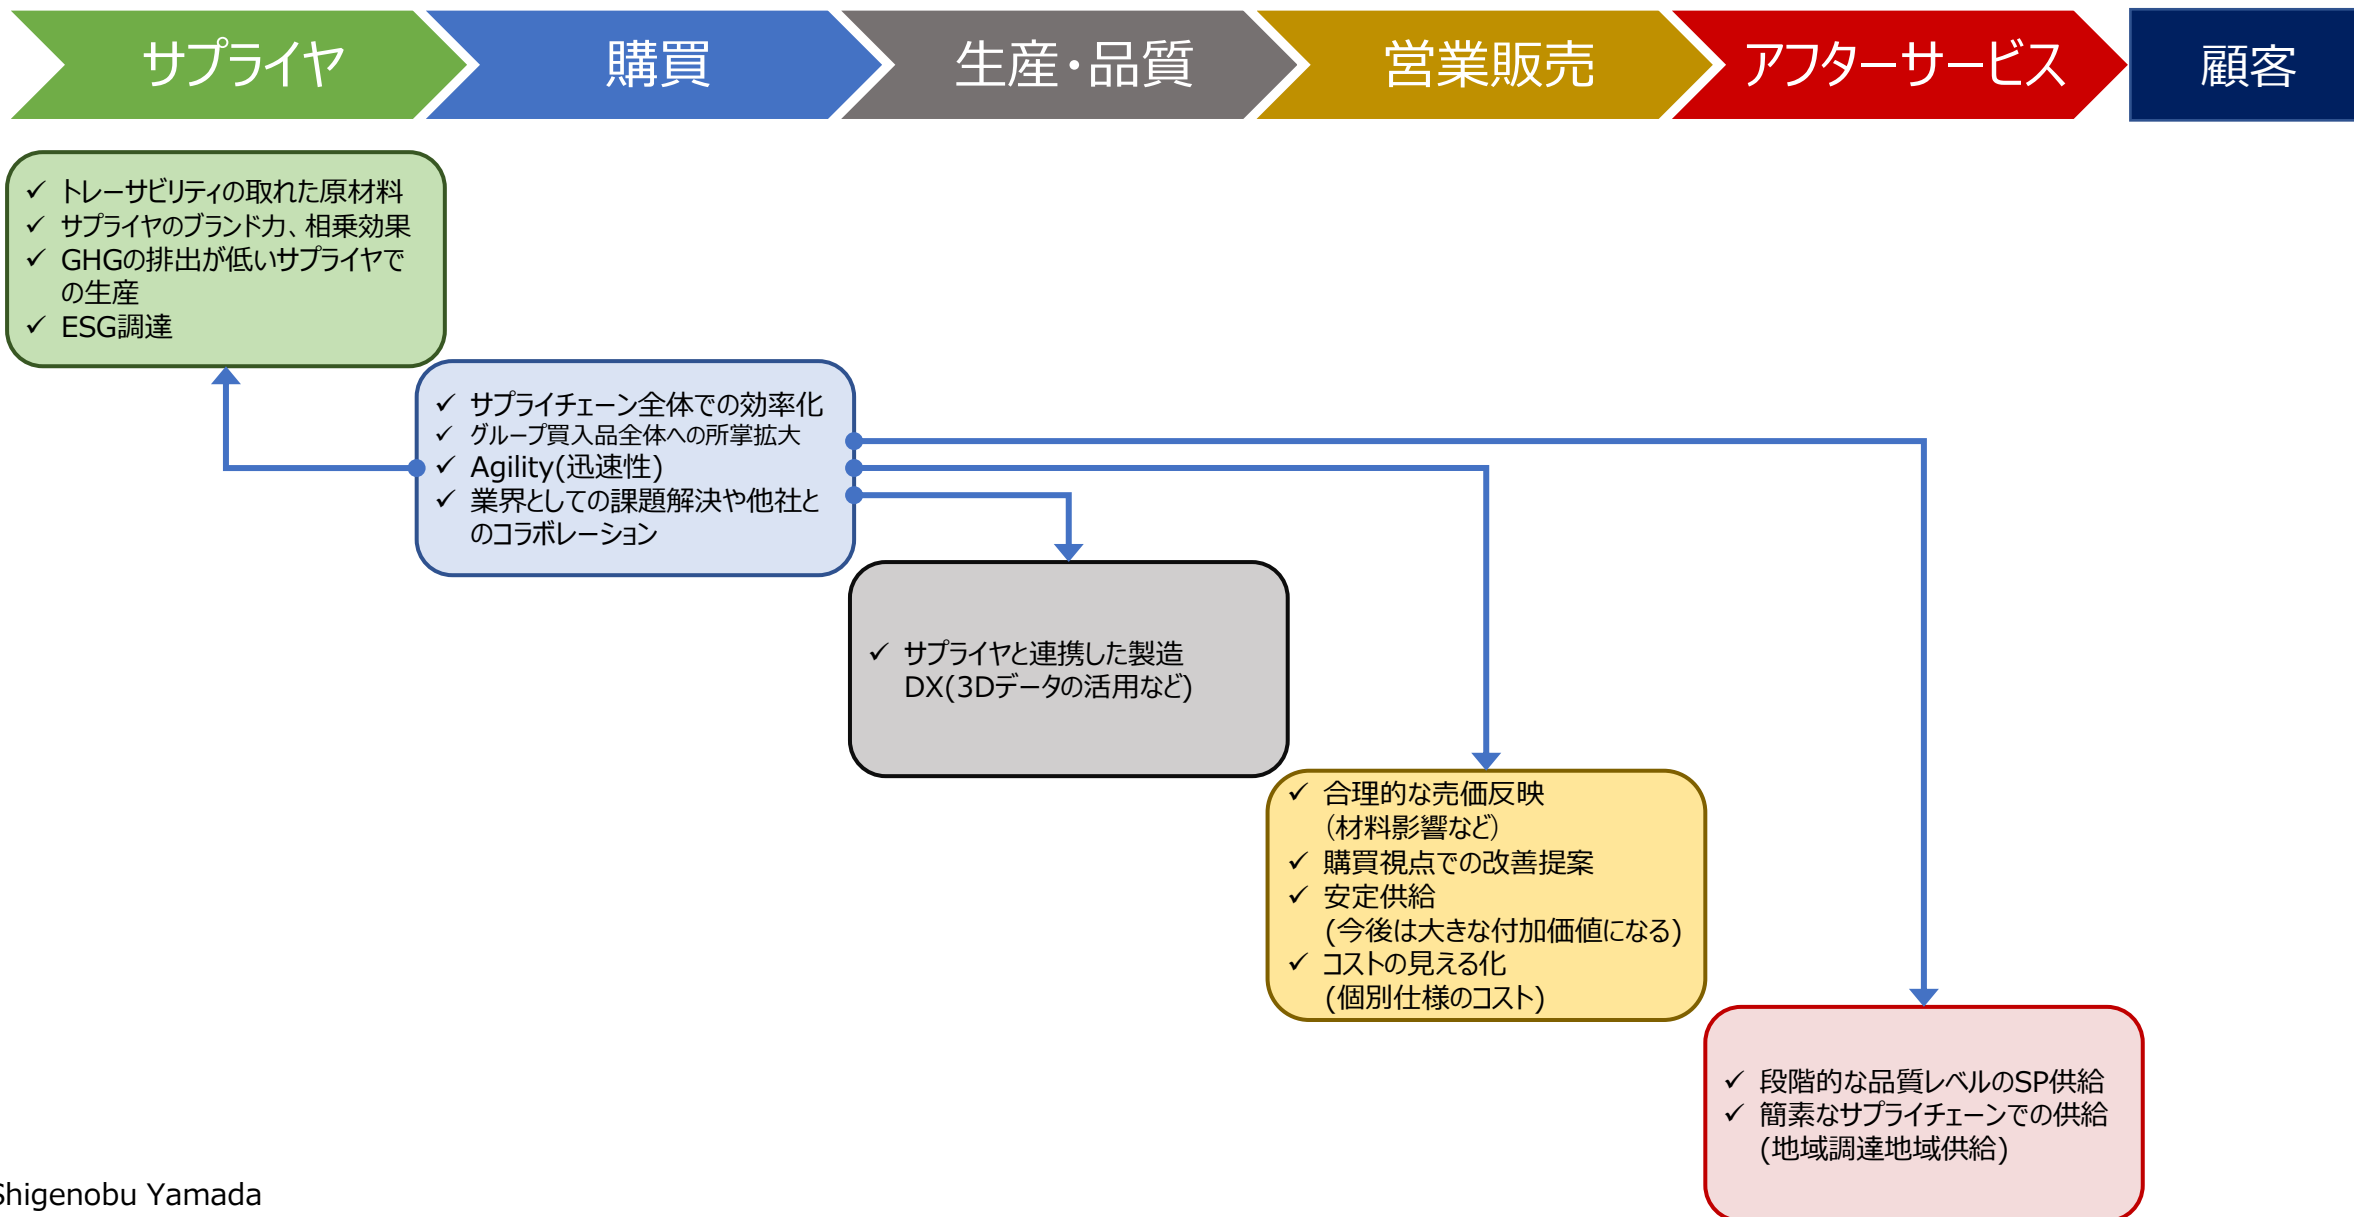 サプライヤ
購買
生産・品質
営業販売
アフターサービス
顧客
✓ トレーサビリティの取れた原材料
✓ サプライヤのブランド力、相乗効果
✓ GHGの排出が低いサプライヤで
の生産
✓ ESG調達
✓ サプライチェーン全体での効率化
✓ グループ買入品全体への所掌拡大
✓ Agility(迅速性)
✓ 業界としての課題解決や他社と
のコラボレーション
✓ サプライヤと連携した製造
DX(3Dデータの活用など)
✓ 合理的な売価反映
(材料影響など)
✓ 購買視点での改善提案
✓ 安定供給
(今後は大きな付加価値になる)
✓ コストの見える化
(個別仕様のコスト)
✓ 段階的な品質レベルのSP供給
✓ 簡素なサプライチェーンでの供給
(地域調達地域供給)
Shigenobu Yamada